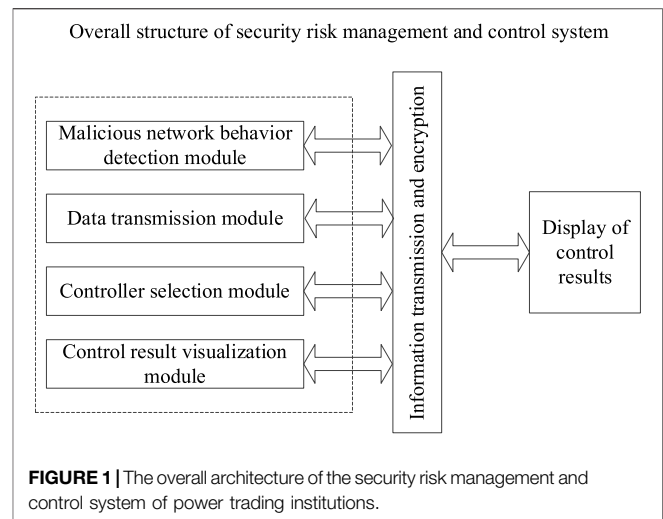 Overall structure of security risk management and control system
Malicious network behavior
detection module
Data transmission module
Controller selection module
Control result visualization
module
Information transmission and encryption
Display of
control
results
FIGURE 1 | The overall architecture of the security risk management and
control system of power trading institutions.